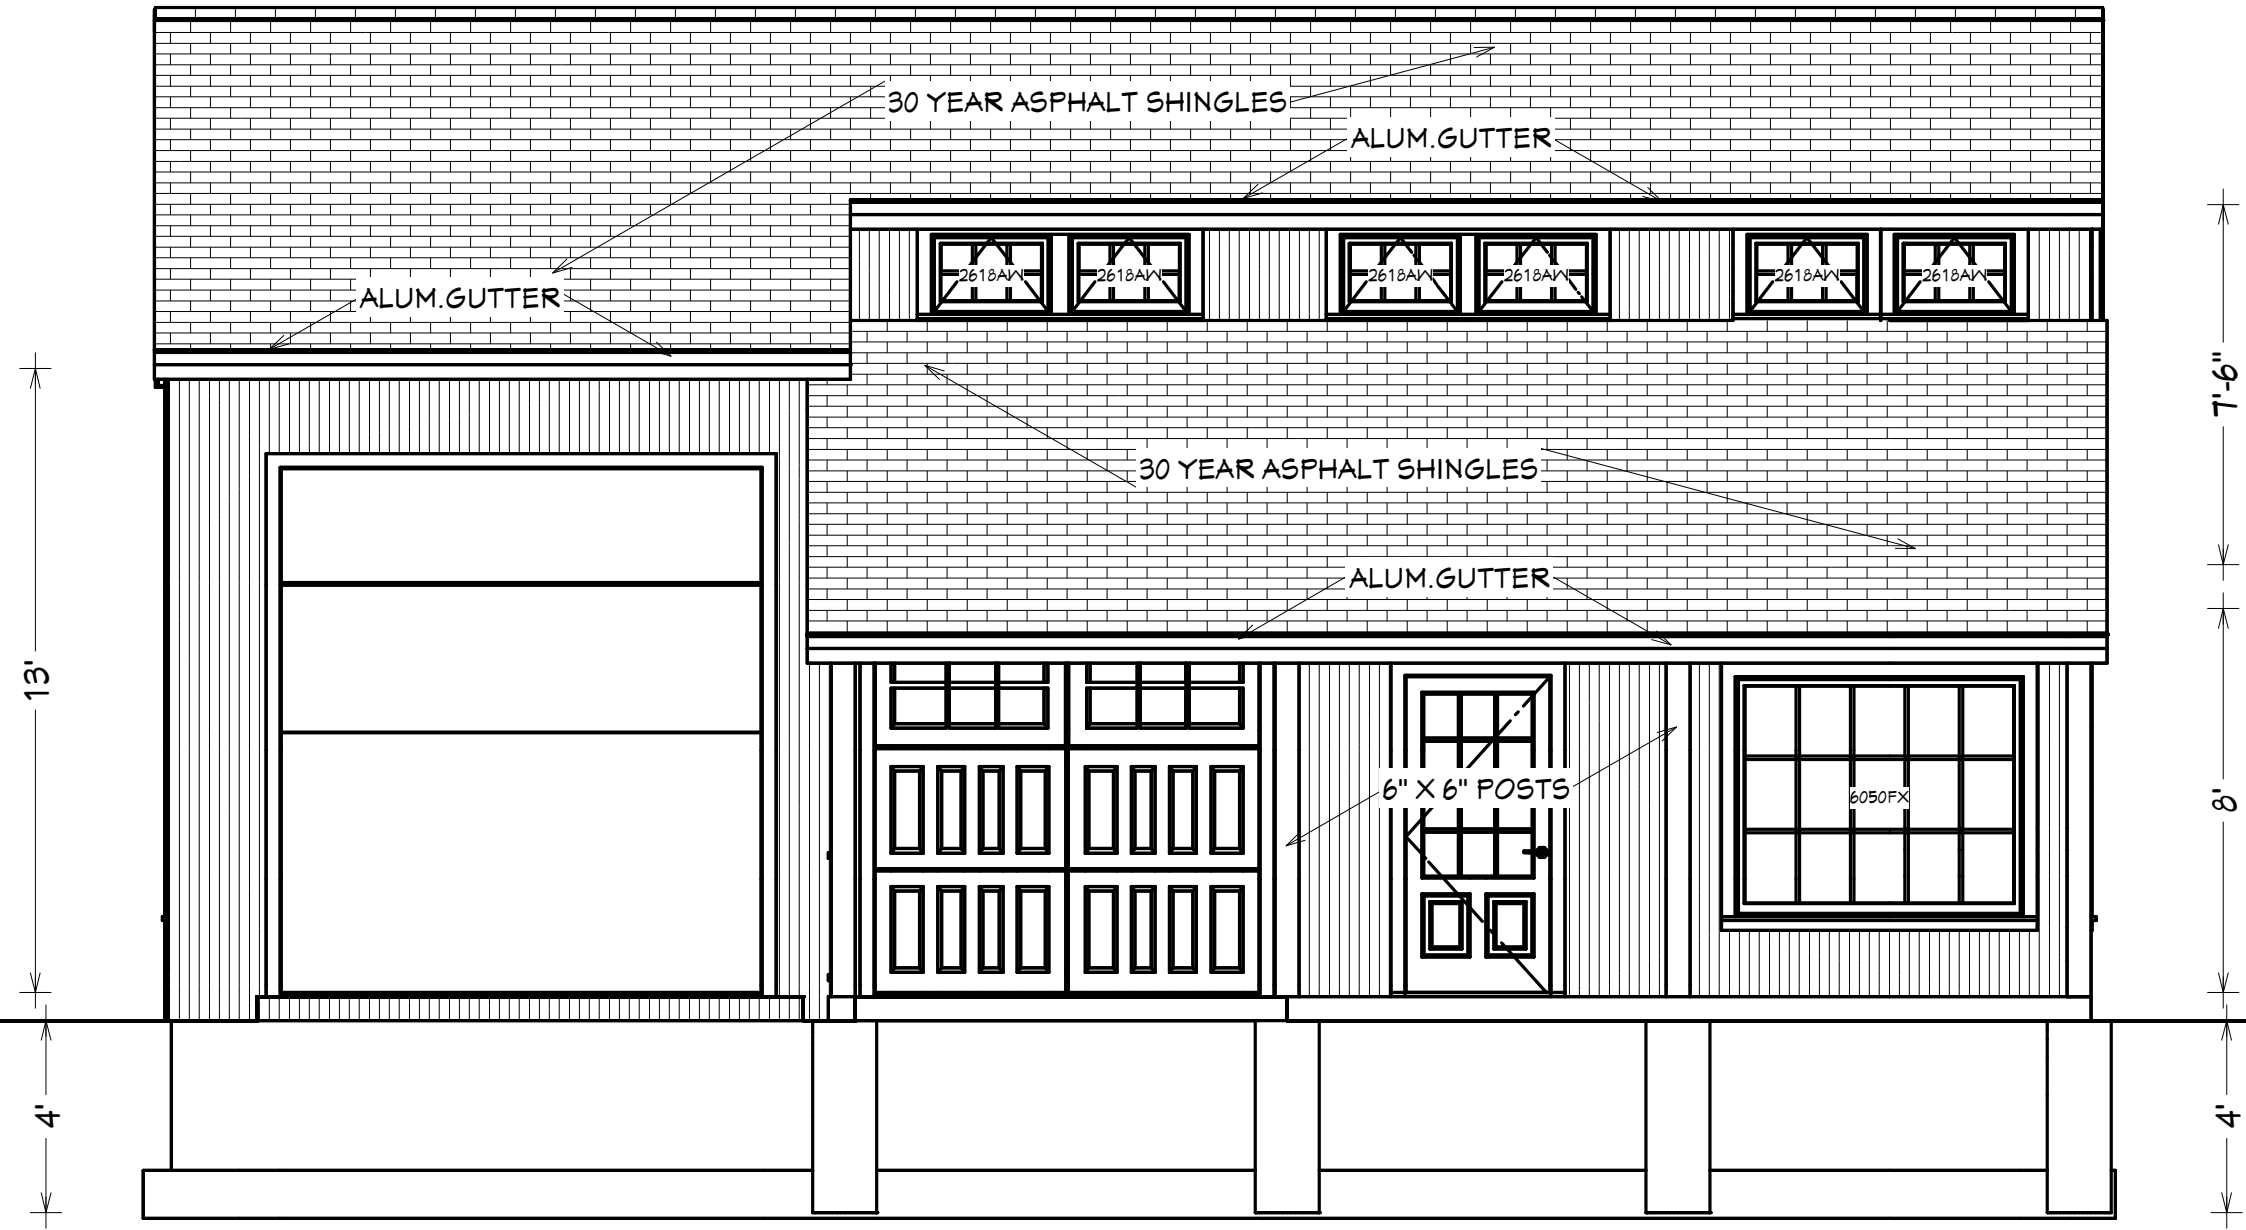 30 YEAR ASPHALT SHINGLES
ALUM.GUTTER
2618AW 2618AW 2618AW 2618AW 2618AW 2618AW
ALUM.GUTTER
7'-6"
30 YEAR ASPHALT SHINGLES
ALUM.GUTTER
13'
6" X 6" POSTS
6050FX
8'
4'
4'